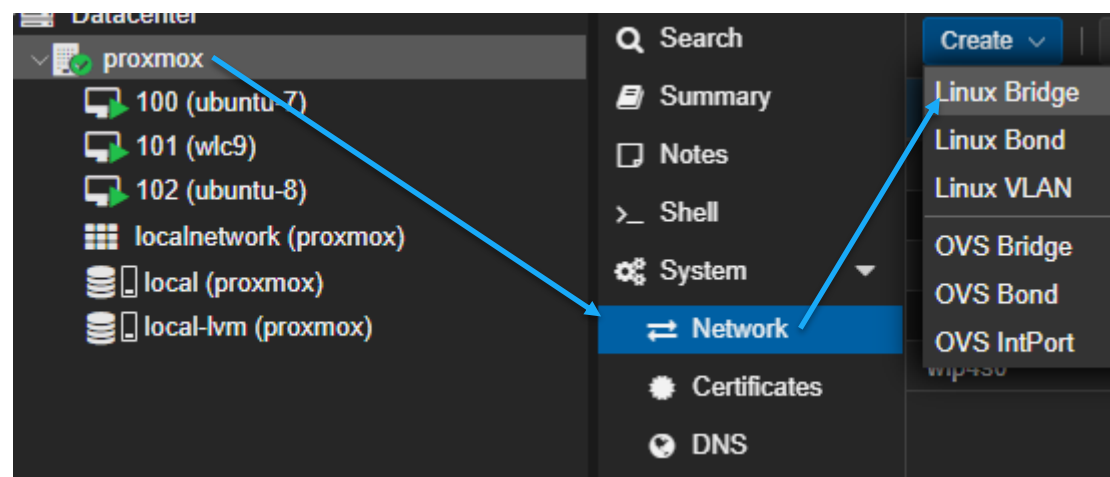 Datacenter
proxmox
100 (ubuntu-7)
101 (wlc9)
102 (ubuntu-8)
localnetwork (proxmox)
local (proxmox)
local-lvm (proxmox)
Search
Summary
Notes
>_ Shell
System
Network
Certificates
DNS
Create
Linux Bridge
Linux Bond
Linux VLAN
OVS Bridge
OVS Bond
OVS IntPort